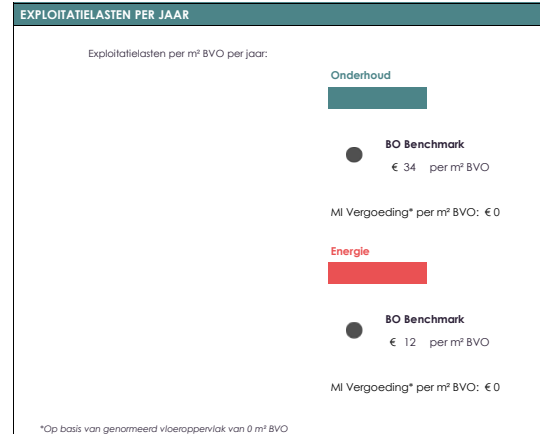 EXPLOITATIELASTEN PER JAAR
Exploitatielasten per m² BVO per jaar:
Onderhoud
BO Benchmark
€ 34 per m² BVO
MI Vergoeding* per m² BVO: € 0
Energie
BO Benchmark
€ 12 per m² BVO
MI Vergoeding* per m² BVO: € 0
*Op basis van genormeerd vloeroppervlak van 0 m² BVO